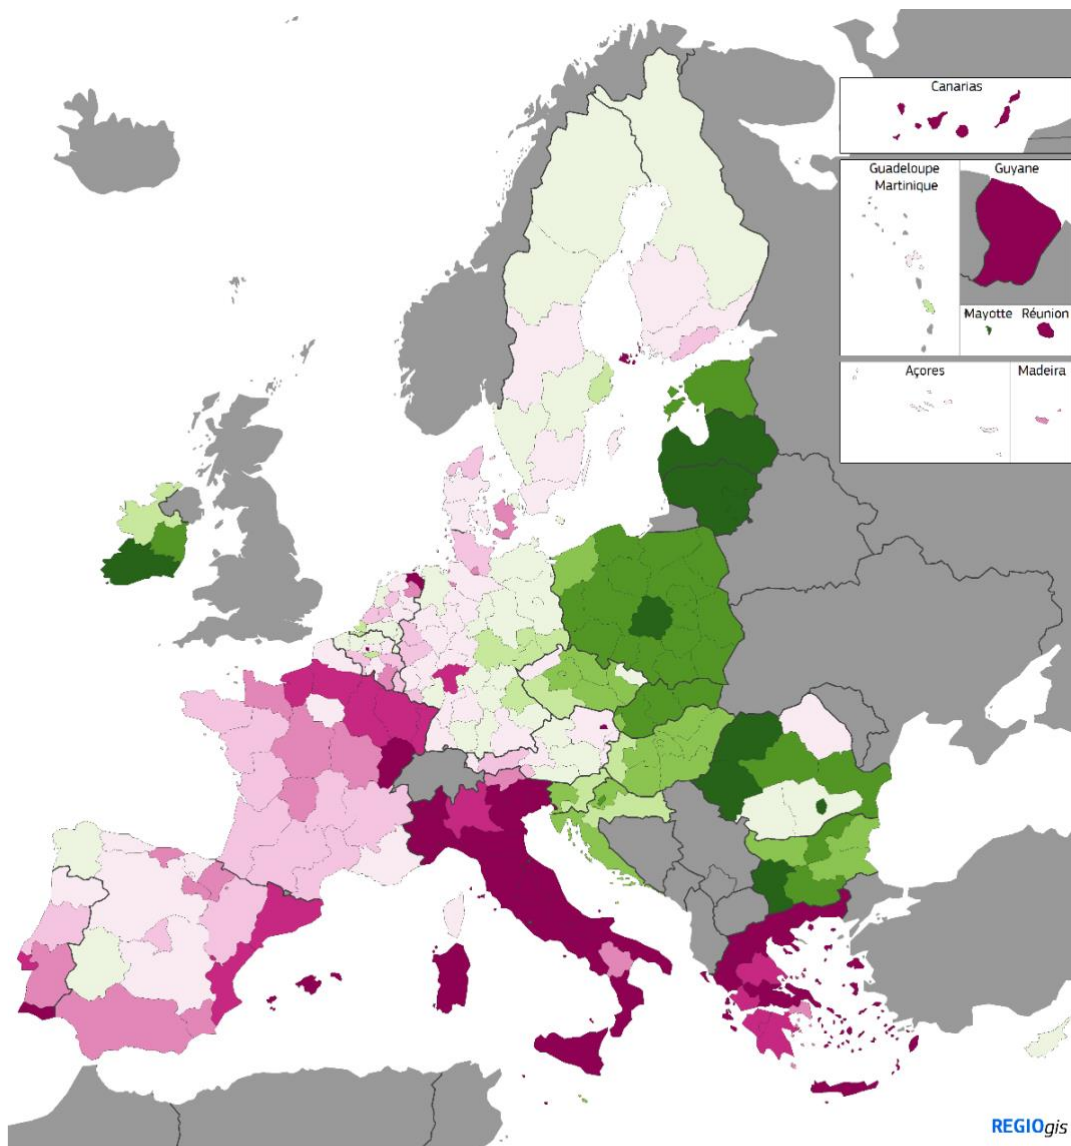 Canarias
Guadeloupe
Martinique
Guyane
Mayotte
Réunion
Açores
Madeira
REGIOgis